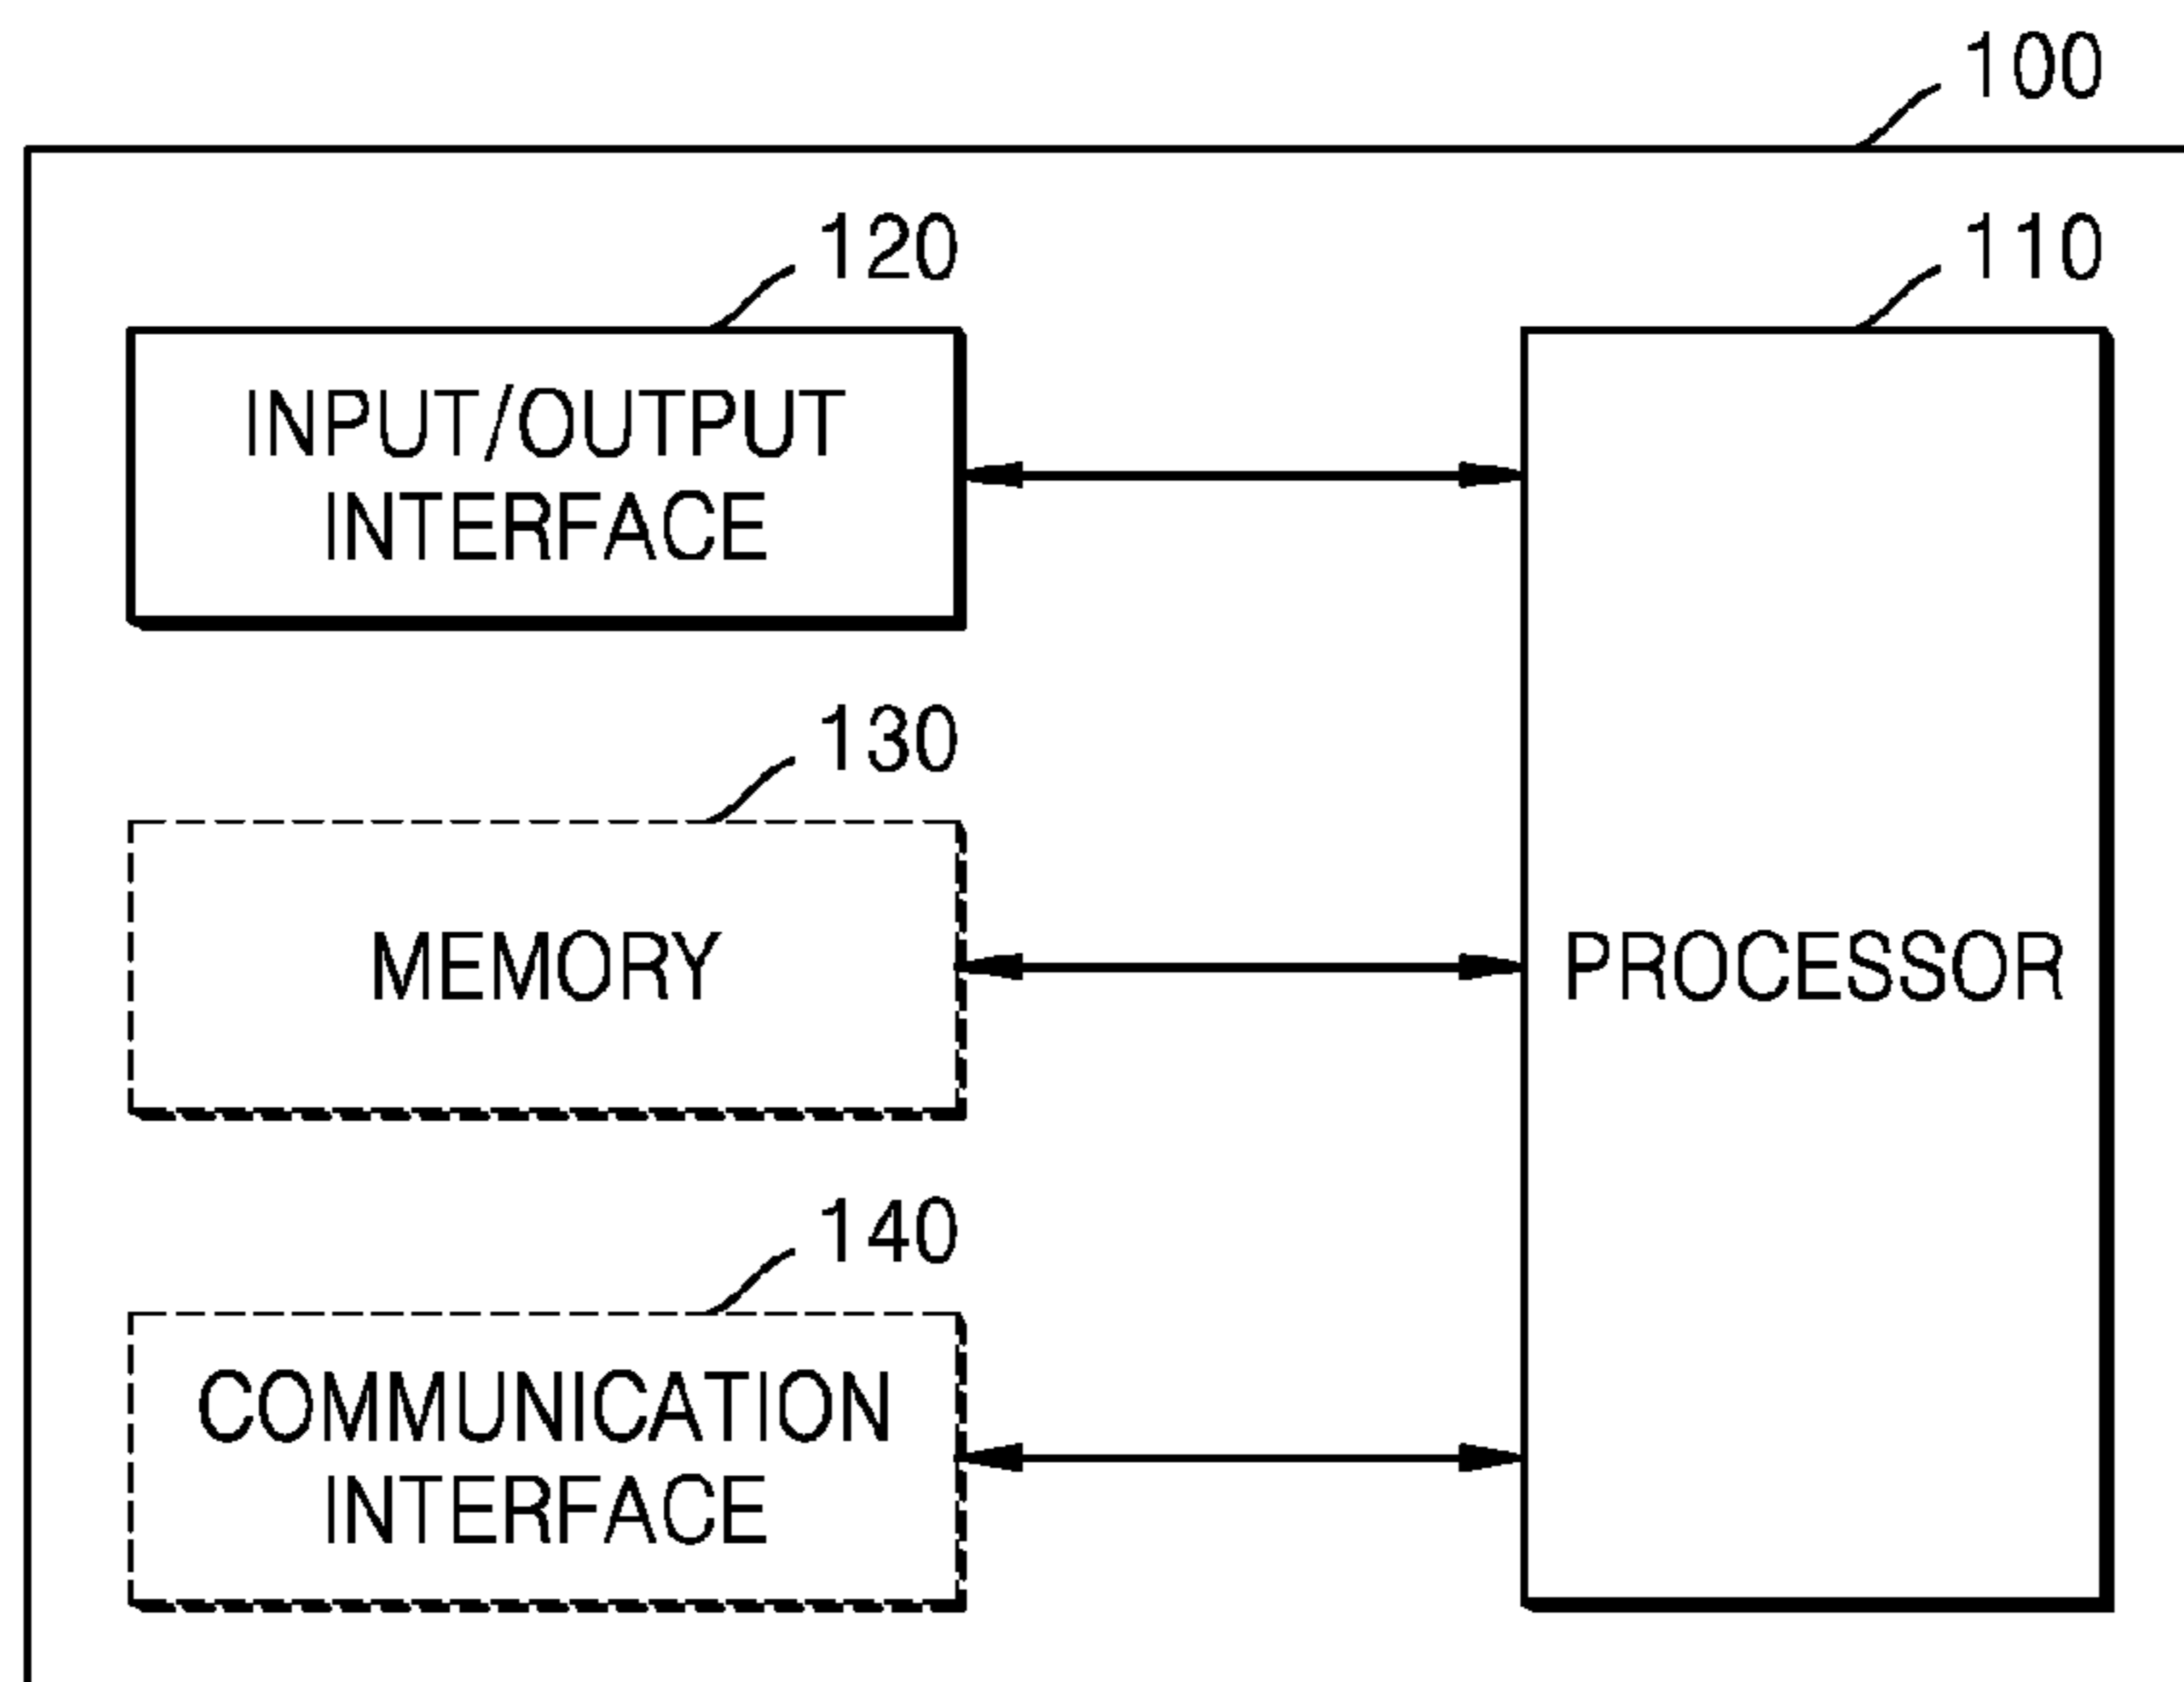 100
120
110
INPUT/OUTPUT
INTERFACE
130
MEMORY
PROCESSOR
140
COMMUNICATION
INTERFACE